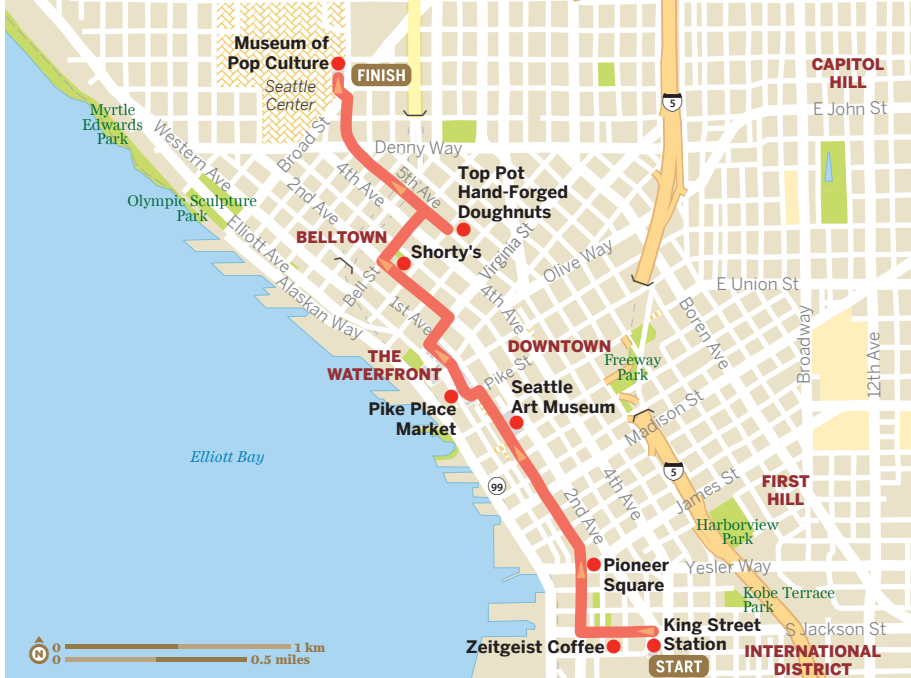 Museum of
Pop Culture
FINISH
Seattle
Center
CAPITOL
HILL
5
E John St
Myrtle
Edwards
Park
Western Ave
Broad St
Denny Way
4th Ave
5th Ave
2nd Ave
Top Pot
Hand-Forged
Doughnuts
Olympic Sculpture
Park
Elliott Ave
BELLTOWN
Shorty's
Virginia St
Olive Way
Bell St
Alaskan Way
1st Ave
4th Ave
E Union St
Boren Ave
Broadway
12th Ave
THE
WATERFRONT
DOWNTOWN
Freeway
Park
Pike St
Seattle
Art Museum
Pike Place
Market
Madison St
Elliott Bay
5
99
2nd Ave
4th Ave
James St
FIRST
HILL
Harborview
Park
Pioneer
Square
Yesler Way
Kobe Terrace
Park
King Street
Station
S Jackson St
Zeitgeist Coffee
START
INTERNATIONAL
DISTRICT
N
0 1 km
0 0.5 miles